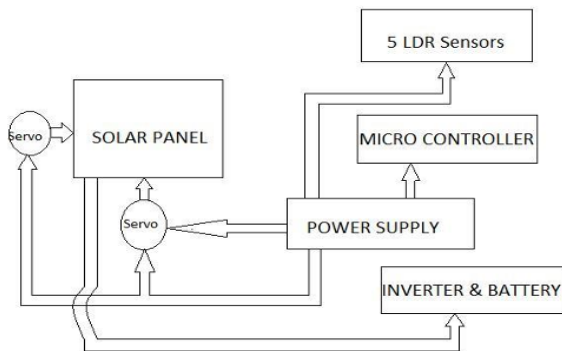 5 LDR Sensors
Servo
SOLAR PANEL
MICRO CONTROLLER
Servo
POWER SUPPLY
INVERTER & BATTERY